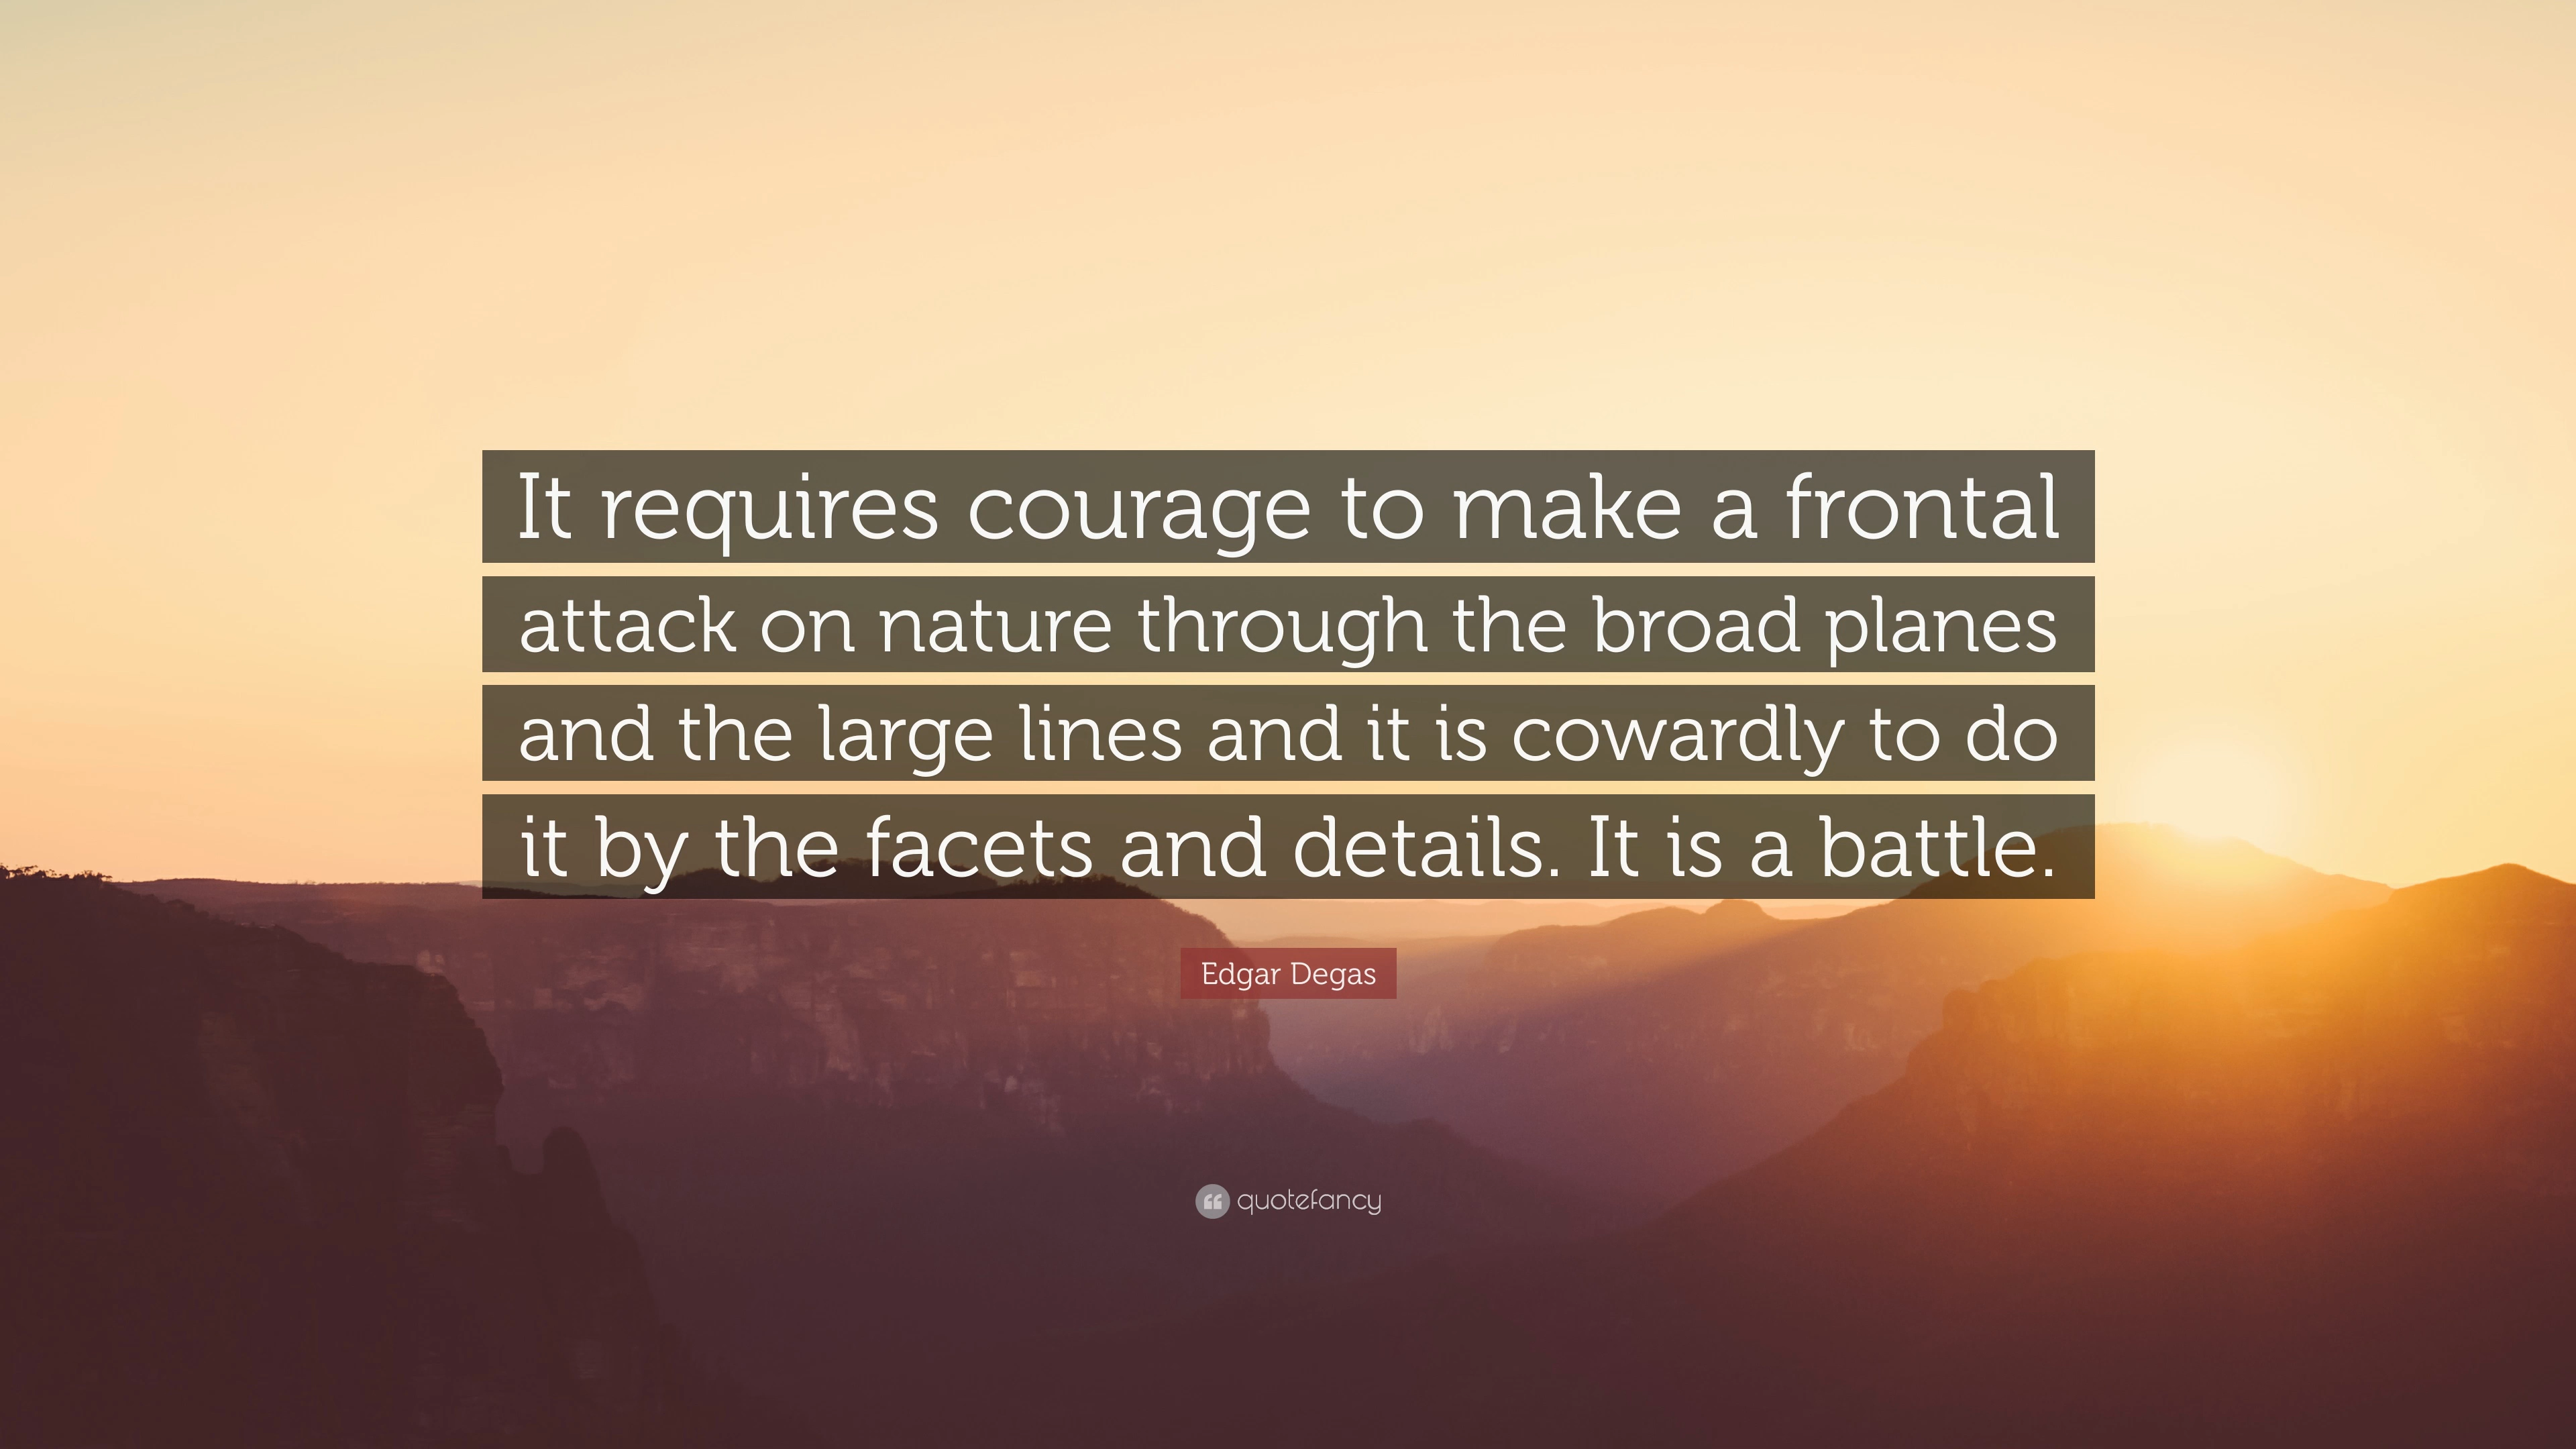 It requires courage to make a frontal
attack on nature through the broad planes
and the large lines and it is cowardly to do
it by the facets and details. It is a battle.
Edgar Degas
quotefancy